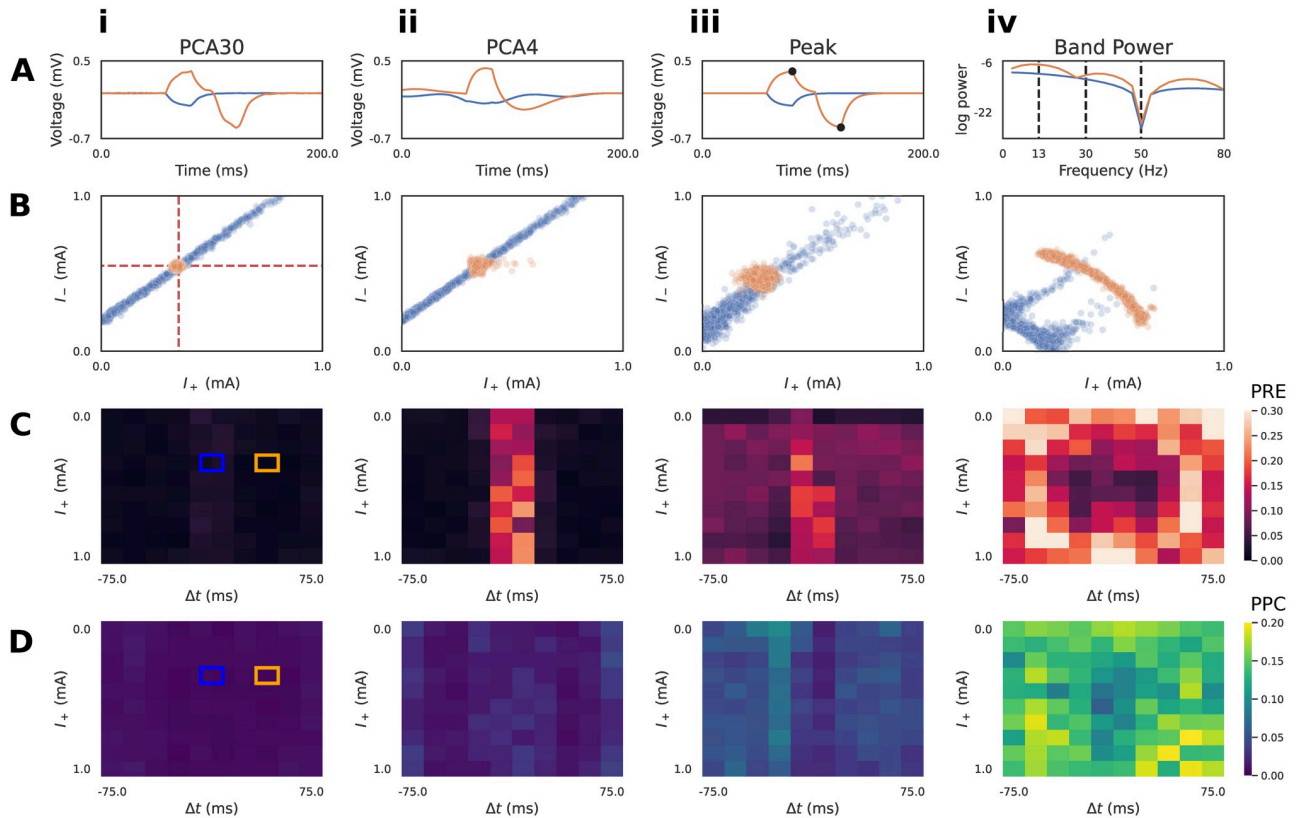 i ii iii iv
PCA30 PCA4 Peak Band Power
A
Voltage (mV) 0.5 -0.7 0.0 200.0 Time (ms)
Voltage (mV) 0.5 -0.7 0.0 200.0 Time (ms)
Voltage (mV) 0.5 -0.7 0.0 200.0 Time (ms)
log power -6 -22 0 13 30 50 80 Frequency (Hz)
B
I₋ (mA) 1.0 0.0 0.0 1.0 I₊ (mA)
I₋ (mA) 1.0 0.0 0.0 1.0 I₊ (mA)
I₋ (mA) 1.0 0.0 0.0 1.0 I₊ (mA)
I₋ (mA) 1.0 0.0 0.0 1.0 I₊ (mA)
C
I₊ (mA) 0.0 1.0 -75.0 75.0 Δt (ms)
I₊ (mA) 0.0 1.0 -75.0 75.0 Δt (ms)
I₊ (mA) 0.0 1.0 -75.0 75.0 Δt (ms)
I₊ (mA) 0.0 1.0 -75.0 75.0 Δt (ms)
PRE
0.30
0.25
0.20
0.15
0.10
0.05
0.00
D
I₊ (mA) 0.0 1.0 -75.0 75.0 Δt (ms)
I₊ (mA) 0.0 1.0 -75.0 75.0 Δt (ms)
I₊ (mA) 0.0 1.0 -75.0 75.0 Δt (ms)
I₊ (mA) 0.0 1.0 -75.0 75.0 Δt (ms)
PPC
0.20
0.15
0.10
0.05
0.00